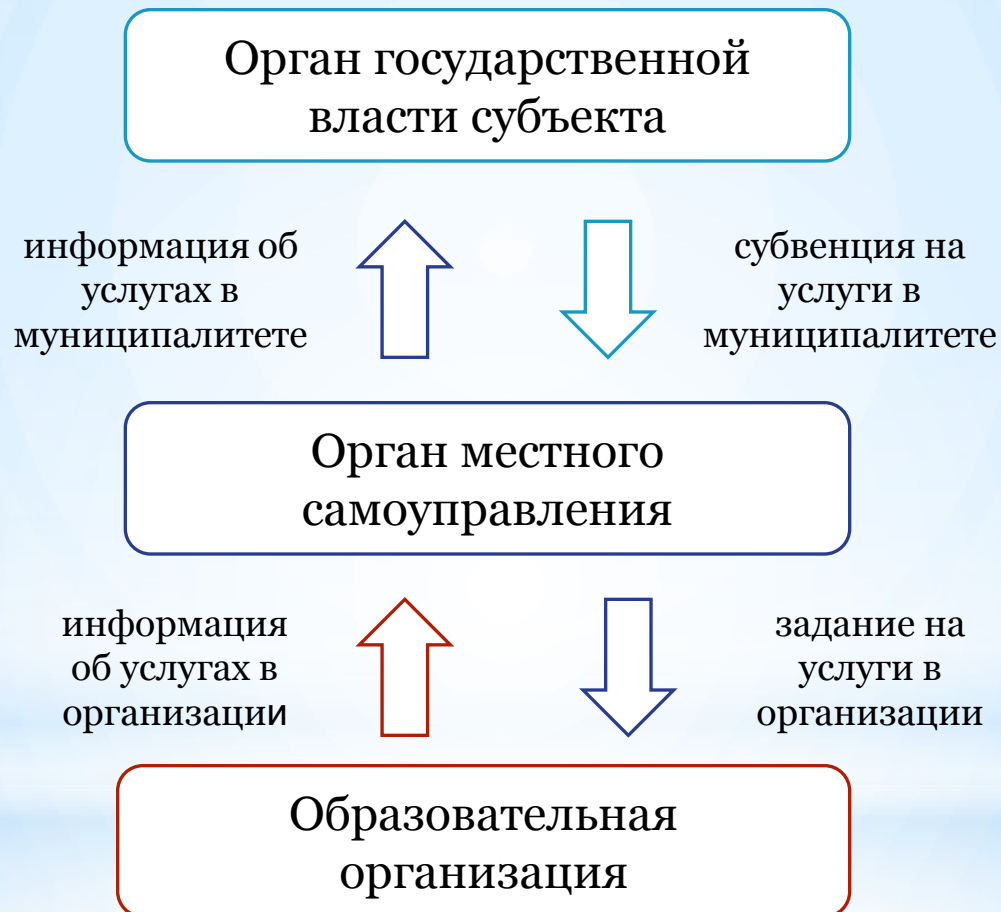 Орган государственной
власти субъекта
информация об
услугах в
муниципалитете
субвенция на
услуги в
муниципалитете
Орган местного
самоуправления
информация
об услугах в
организации
задание на
услуги в
организации
Образовательная
организация